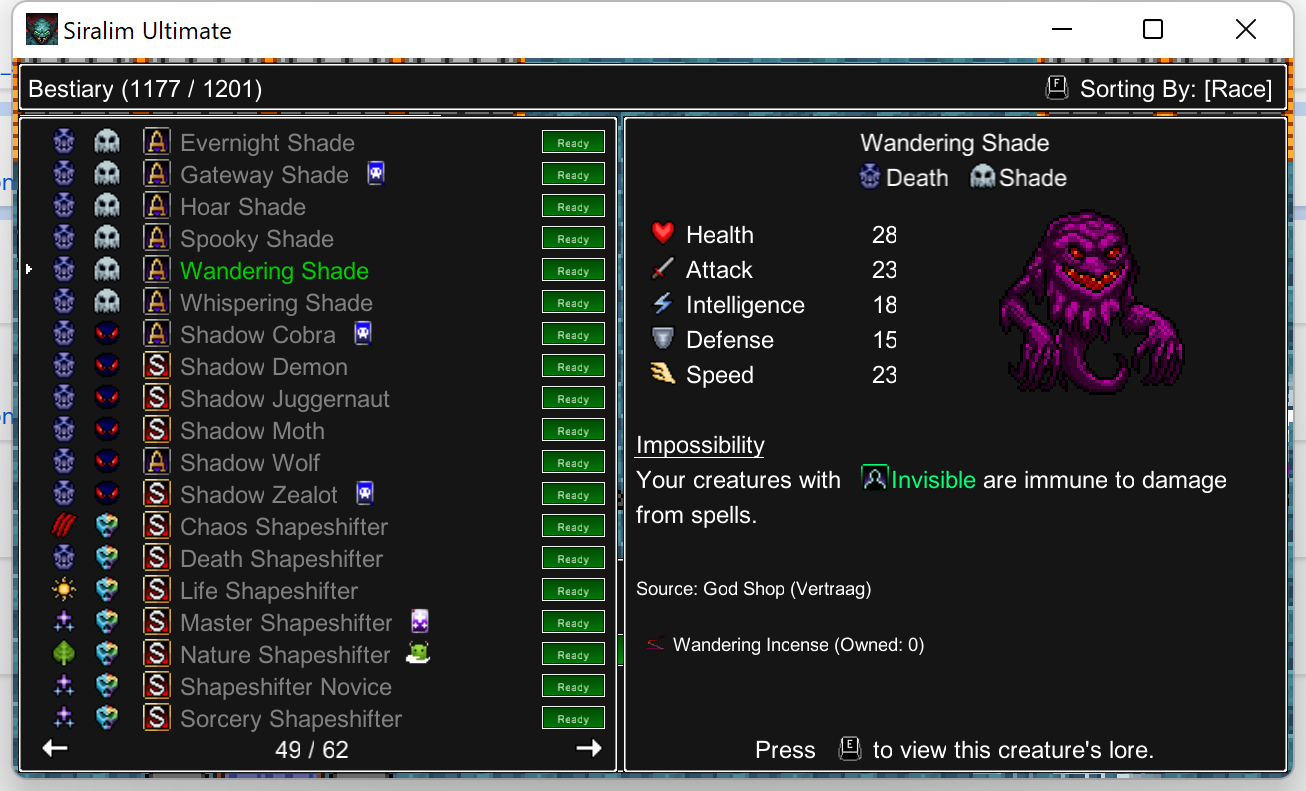 Siralim Ultimate
Bestiary (1177 / 1201)
F Sorting By: [Race]
A Evernight Shade Ready
A Gateway Shade Ready
A Hoar Shade Ready
A Spooky Shade Ready
A Wandering Shade Ready
A Whispering Shade Ready
A Shadow Cobra Ready
S Shadow Demon Ready
S Shadow Juggernaut Ready
S Shadow Moth Ready
A Shadow Wolf Ready
S Shadow Zealot Ready
S Chaos Shapeshifter Ready
S Death Shapeshifter Ready
S Life Shapeshifter Ready
S Master Shapeshifter Ready
S Nature Shapeshifter Ready
S Shapeshifter Novice Ready
S Sorcery Shapeshifter Ready
49 / 62
Wandering Shade
Death Shade
Health 28
Attack 23
Intelligence 18
Defense 15
Speed 23
Impossibility
Your creatures with Invisible are immune to damage
from spells.
Source: God Shop (Vertraag)
Wandering Incense (Owned: 0)
Press E to view this creature's lore.